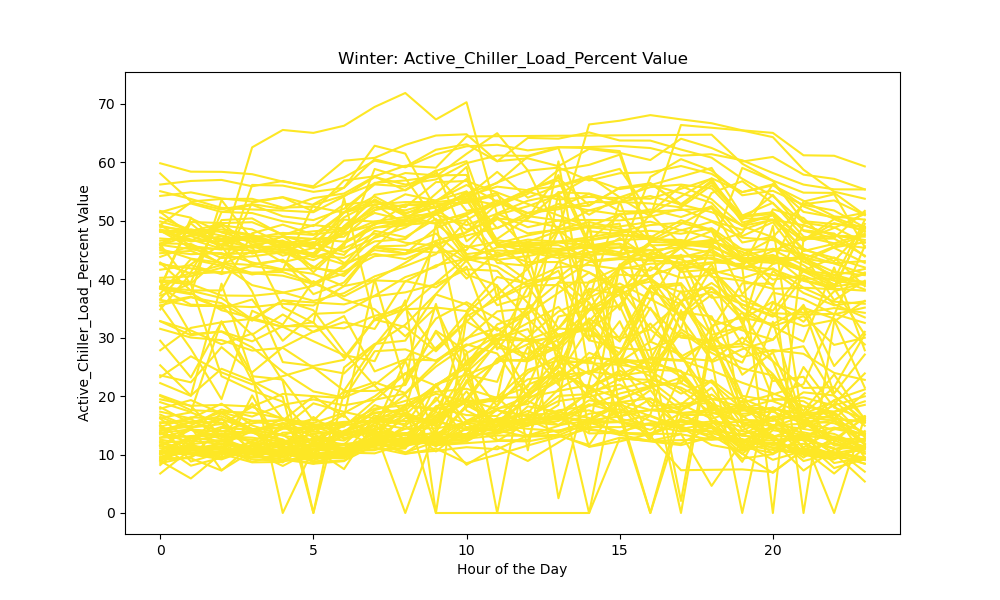 Winter: Active_Chiller_Load_Percent Value
Active_Chiller_Load_Percent Value
70
60
50
40
30
20
10
0
0 5 10 15 20
Hour of the Day